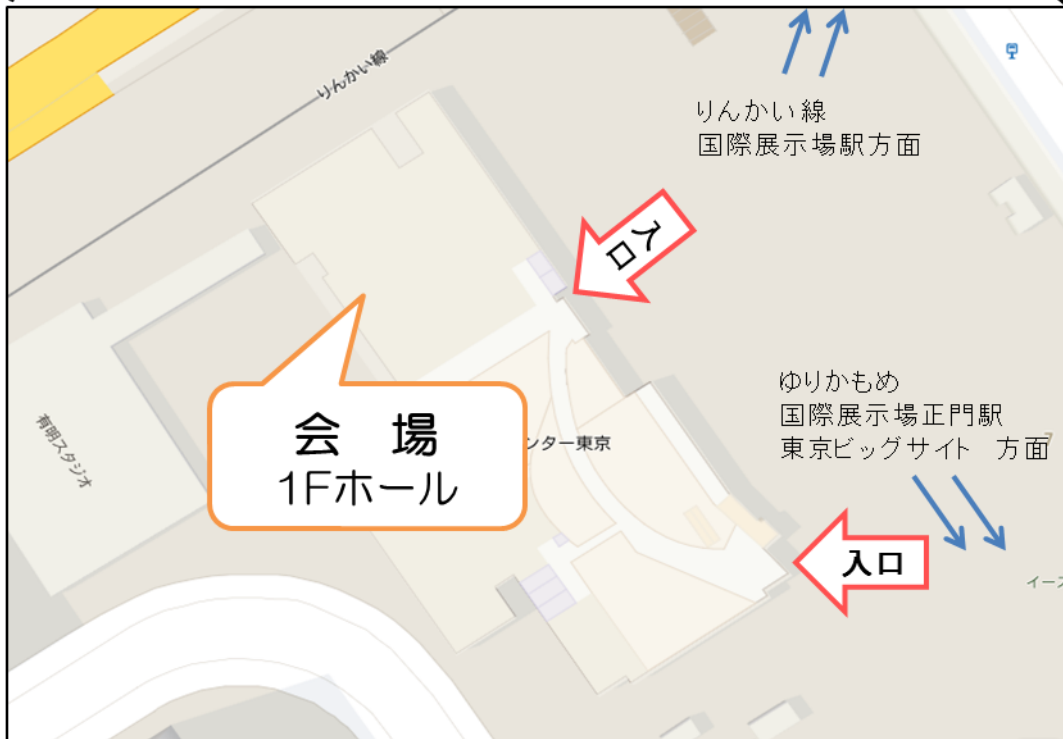 りんかい線
りんかい線
国際展示場駅方面
入口
ゆりかもめ
国際展示場正門駅
東京ビッグサイト 方面
会 場
1Fホール
ンター東京
有明スタジオ
入口
イース